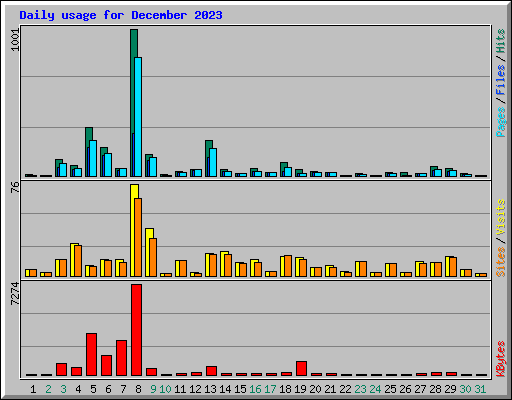 Daily usage for December 2023
1001
Pages / Files / Hits
76
Sites / Visits
7274
KBytes
1 2 3 4 5 6 7 8 9 10 11 12 13 14 15 16 17 18 19 20 21 22 23 24 25 26 27 28 29 30 31